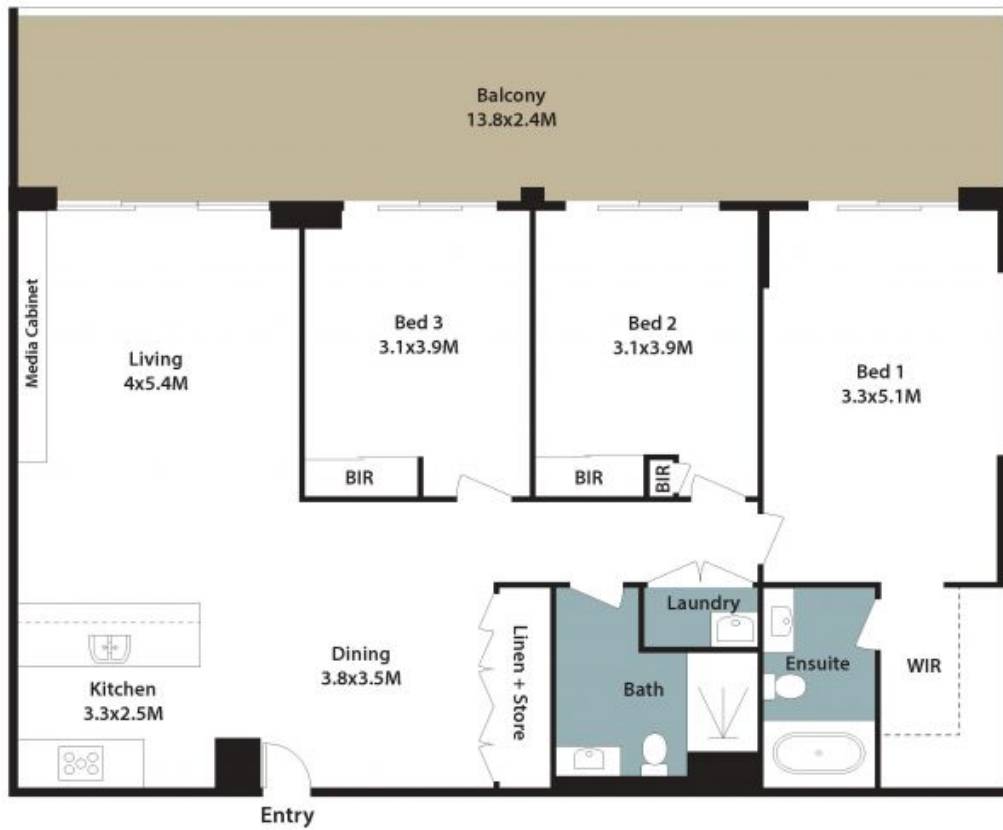 Balcony
13.8x2.4M
Media Cabinet
Living
4x5.4M
Bed 3
3.1x3.9M
Bed 2
3.1x3.9M
Bed 1
3.3x5.1M
BIR
BIR
BIR
Laundry
Kitchen
3.3x2.5M
Dining
3.8x3.5M
Linen + Store
Bath
Ensuite
WIR
Entry